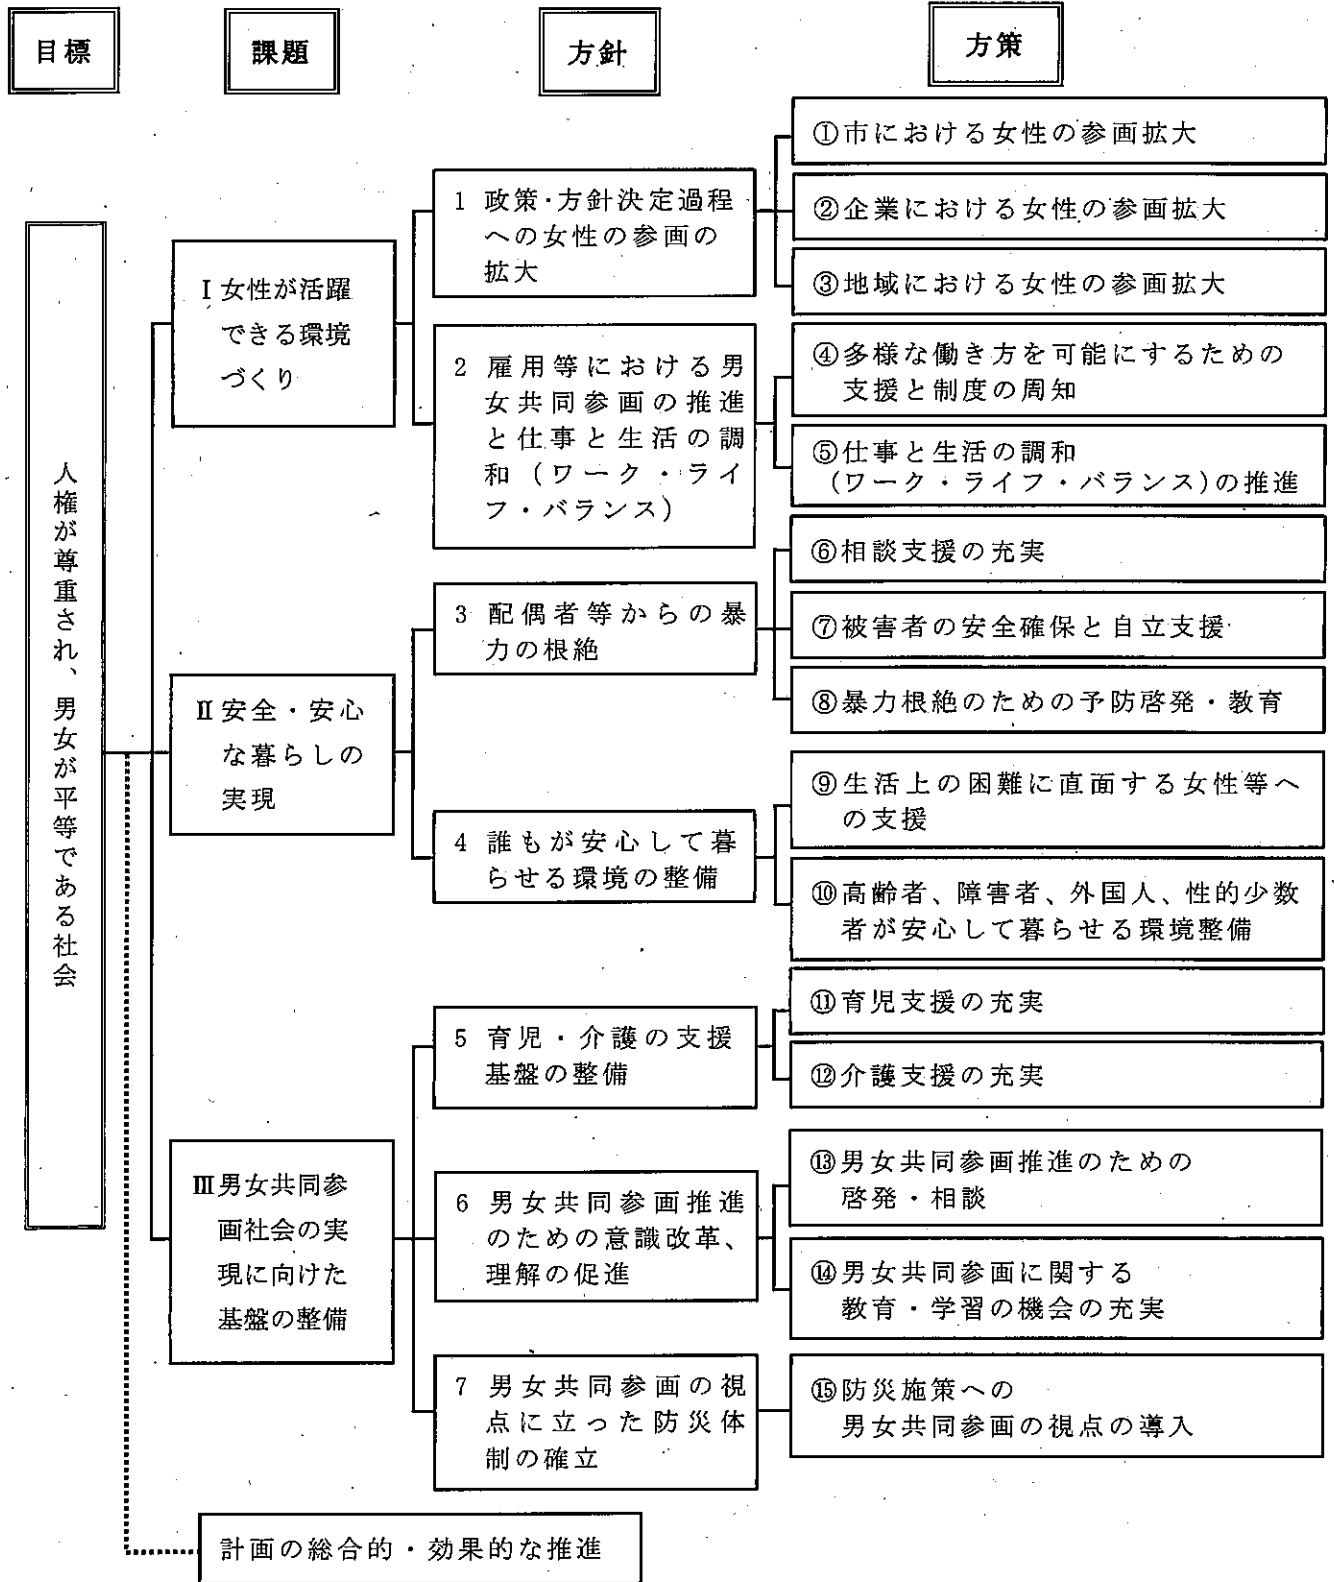 目標
課題
方針
方策
人権が尊重され、男女が平等である社会
Ⅰ女性が活躍
できる環境
づくり
1 政策・方針決定過程
への女性の参画の
拡大
①市における女性の参画拡大
②企業における女性の参画拡大
③地域における女性の参画拡大
2 雇用等における男
女共同参画の推進
と仕事と生活の調
和（ワーク・ライ
フ・バランス）
④多様な働き方を可能にするための
支援と制度の周知
⑤仕事と生活の調和
（ワーク・ライフ・バランス）の推進
Ⅱ安全・安心
な暮らしの
実現
3 配偶者等からの暴
力の根絶
⑥相談支援の充実
⑦被害者の安全確保と自立支援
⑧暴力根絶のための予防啓発・教育
4 誰もが安心して暮
らせる環境の整備
⑨生活上の困難に直面する女性等へ
の支援
⑩高齢者、障害者、外国人、性的少数
者が安心して暮らせる環境整備
Ⅲ男女共同参
画社会の実
現に向けた
基盤の整備
5 育児・介護の支援
基盤の整備
⑪育児支援の充実
⑫介護支援の充実
6 男女共同参画推進
のための意識改革、
理解の促進
⑬男女共同参画推進のための
啓発・相談
⑭男女共同参画に関する
教育・学習の機会の充実
7 男女共同参画の視
点に立った防災体
制の確立
⑮防災施策への
男女共同参画の視点の導入
計画の総合的・効果的な推進